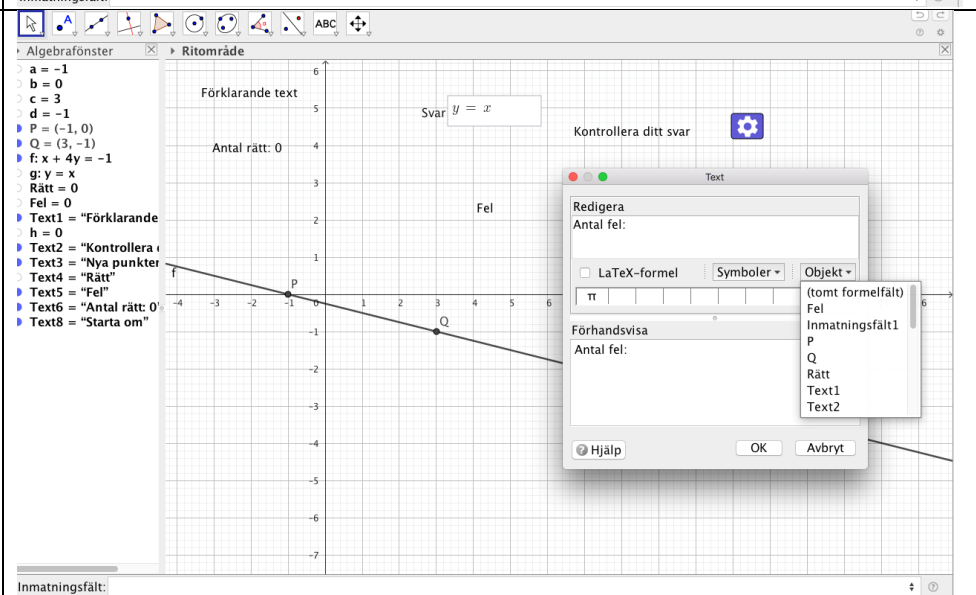 Inmatningsfält:
ABC
Algebrafönster
Ritområde
a = −1
b = 0
c = 3
d = −1
P = (−1, 0)
Q = (3, −1)
f: x + 4y = −1
g: y = x
Rätt = 0
Fel = 0
Text1 = “Förklarande
h = 0
Text2 = “Kontrollera
Text3 = “Nya punkter
Text4 = “Rätt”
Text5 = “Fel”
Text6 = “Antal rätt: 0”
Text8 = “Starta om”
Förklarande text
Antal rätt: 0
Svar y = x
Kontrollera ditt svar
Fel
6
5
4
3
2
1
0
−1
−2
−3
−4
−5
−6
−7
−4 −3 −2 −1 1 2 3 4 5 6 6
f
P
Q
Text
Redigera
Antal fel:
LaTeX-formel Symboler Objekt
π
(tomt formelfält)
Fel
Inmatningsfält1
P
Q
Rätt
Text1
Text2
Förhandsvisa
Antal fel:
Hjälp OK Avbryt
Inmatningsfält: